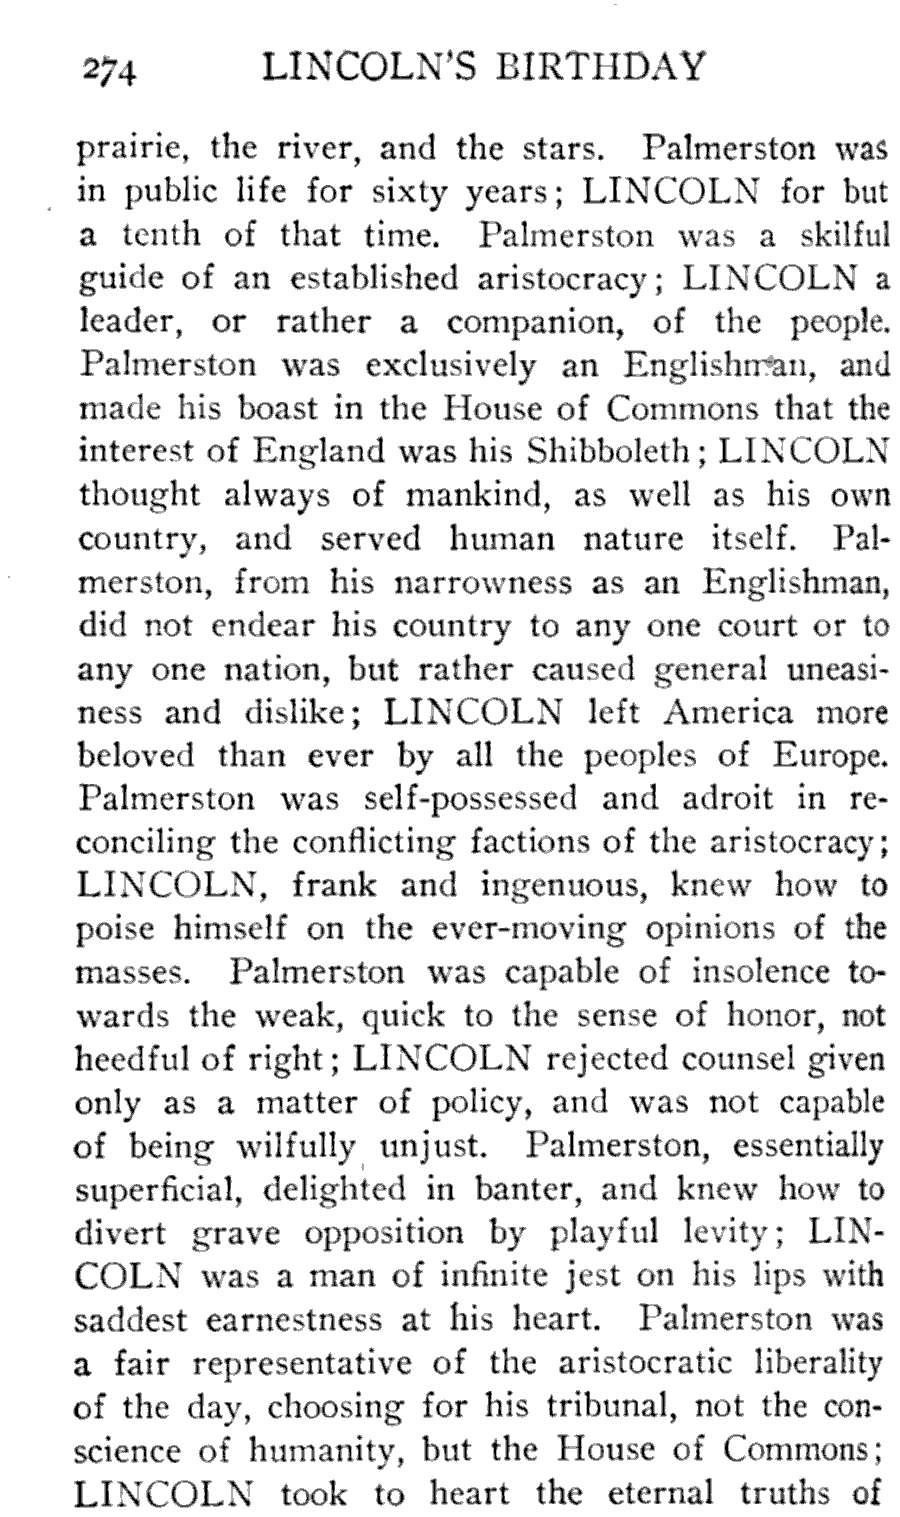 274 LINCOLN'S BIRTHDAY
prairie, the river, and the stars. Palmerston was
in public life for sixty years; LINCOLN for but
a tenth of that time. Palmerston was a skilful
guide of an established aristocracy; LINCOLN a
leader, or rather a companion, of the people.
Palmerston was exclusively an Englishman, and
made his boast in the House of Commons that the
interest of England was his Shibboleth; LINCOLN
thought always of mankind, as well as his own
country, and served human nature itself. Pal-
merston, from his narrowness as an Englishman,
did not endear his country to any one court or to
any one nation, but rather caused general uneasi-
ness and dislike; LINCOLN left America more
beloved than ever by all the peoples of Europe.
Palmerston was self-possessed and adroit in re-
conciling the conflicting factions of the aristocracy;
LINCOLN, frank and ingenuous, knew how to
poise himself on the ever-moving opinions of the
masses. Palmerston was capable of insolence to-
wards the weak, quick to the sense of honor, not
heedful of right; LINCOLN rejected counsel given
only as a matter of policy, and was not capable
of being wilfully unjust. Palmerston, essentially
superficial, delighted in banter, and knew how to
divert grave opposition by playful levity; LIN-
COLN was a man of infinite jest on his lips with
saddest earnestness at his heart. Palmerston was
a fair representative of the aristocratic liberality
of the day, choosing for his tribunal, not the con-
science of humanity, but the House of Commons;
LINCOLN took to heart the eternal truths of